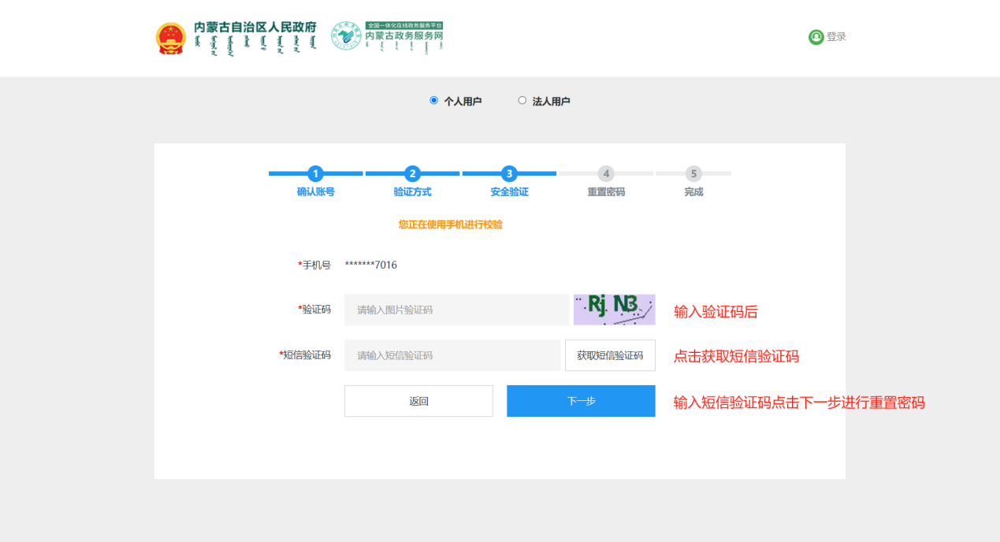 内蒙古自治区人民政府
全国一体化在线政务服务平台
内蒙古政务服务网
登录
个人用户
法人用户
1
2
3
4
5
确认账号
验证方式
安全验证
重置密码
完成
您正在使用手机进行校验
*手机号 *******7016
*验证码 请输入图片验证码 Rj N3 输入验证码后
*短信验证码 请输入短信验证码 获取短信验证码 点击获取短信验证码
返回 下一步 输入短信验证码点击下一步进行重置密码